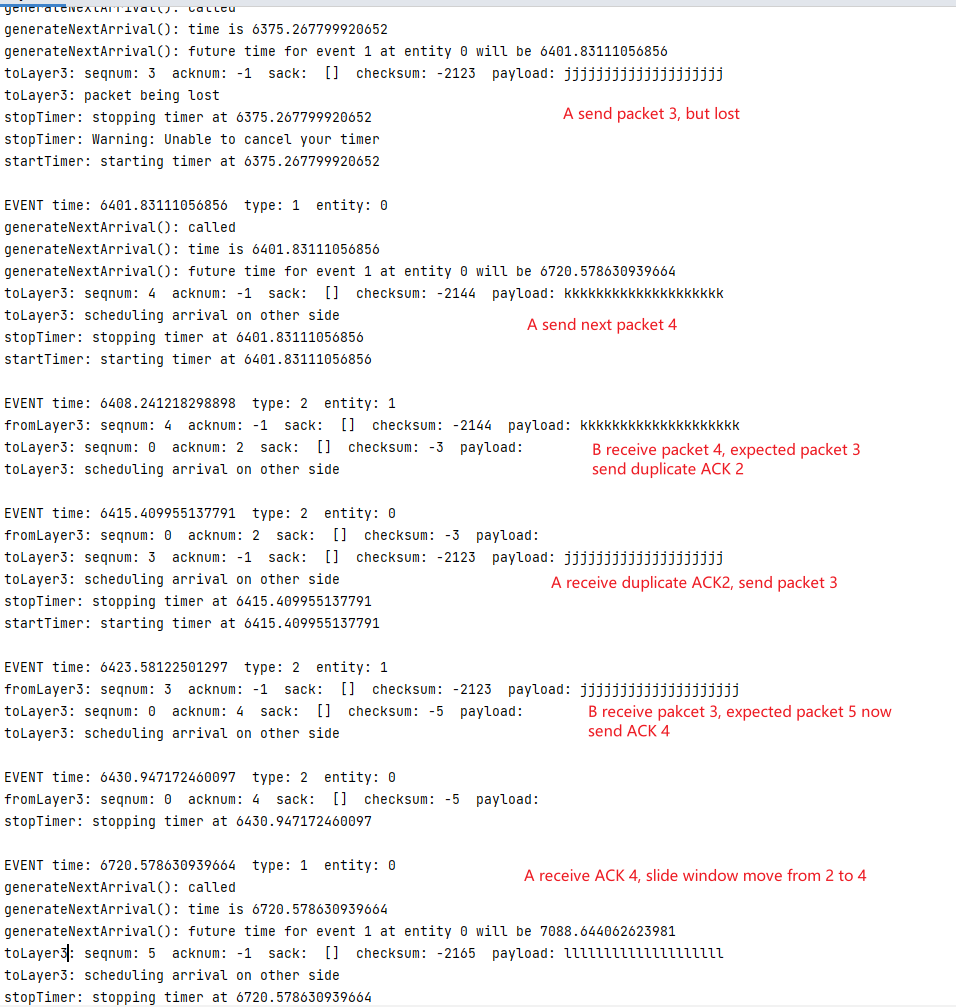 generateNextArrival(): called
generateNextArrival(): time is 6375.267799920652
generateNextArrival(): future time for event 1 at entity 0 will be 6401.83111056856
toLayer3: seqnum: 3  acknum: -1  sack:  []  checksum: -2123  payload: jjjjjjjjjjjjjjjjjjjj
toLayer3: packet being lost
A send packet 3, but lost
stopTimer: stopping timer at 6375.267799920652
stopTimer: Warning: Unable to cancel your timer
startTimer: starting timer at 6375.267799920652
EVENT time: 6401.83111056856  type: 1  entity: 0
generateNextArrival(): called
generateNextArrival(): time is 6401.83111056856
generateNextArrival(): future time for event 1 at entity 0 will be 6720.578630939664
toLayer3: seqnum: 4  acknum: -1  sack:  []  checksum: -2144  payload: kkkkkkkkkkkkkkkkkkkk
toLayer3: scheduling arrival on other side
A send next packet 4
stopTimer: stopping timer at 6401.83111056856
startTimer: starting timer at 6401.83111056856
EVENT time: 6408.241218298898  type: 2  entity: 1
fromLayer3: seqnum: 4  acknum: -1  sack:  []  checksum: -2144  payload: kkkkkkkkkkkkkkkkkkkk
toLayer3: seqnum: 0  acknum: 2  sack:  []  checksum: -3  payload:
B receive packet 4, expected packet 3
send duplicate ACK 2
toLayer3: scheduling arrival on other side
EVENT time: 6415.409955137791  type: 2  entity: 0
fromLayer3: seqnum: 0  acknum: 2  sack:  []  checksum: -3  payload:
toLayer3: seqnum: 3  acknum: -1  sack:  []  checksum: -2123  payload: jjjjjjjjjjjjjjjjjjjj
toLayer3: scheduling arrival on other side
A receive duplicate ACK2, send packet 3
stopTimer: stopping timer at 6415.409955137791
startTimer: starting timer at 6415.409955137791
EVENT time: 6423.58122501297  type: 2  entity: 1
fromLayer3: seqnum: 3  acknum: -1  sack:  []  checksum: -2123  payload: jjjjjjjjjjjjjjjjjjjj
toLayer3: seqnum: 0  acknum: 4  sack:  []  checksum: -5  payload:
B receive pakcet 3, expected packet 5 now
send ACK 4
toLayer3: scheduling arrival on other side
EVENT time: 6430.947172460097  type: 2  entity: 0
fromLayer3: seqnum: 0  acknum: 4  sack:  []  checksum: -5  payload:
stopTimer: stopping timer at 6430.947172460097
EVENT time: 6720.578630939664  type: 1  entity: 0
A receive ACK 4, slide window move from 2 to 4
generateNextArrival(): called
generateNextArrival(): time is 6720.578630939664
generateNextArrival(): future time for event 1 at entity 0 will be 7088.644062623981
toLayer3: seqnum: 5  acknum: -1  sack:  []  checksum: -2165  payload: llllllllllllllllllll
toLayer3: scheduling arrival on other side
stopTimer: stopping timer at 6720.578630939664